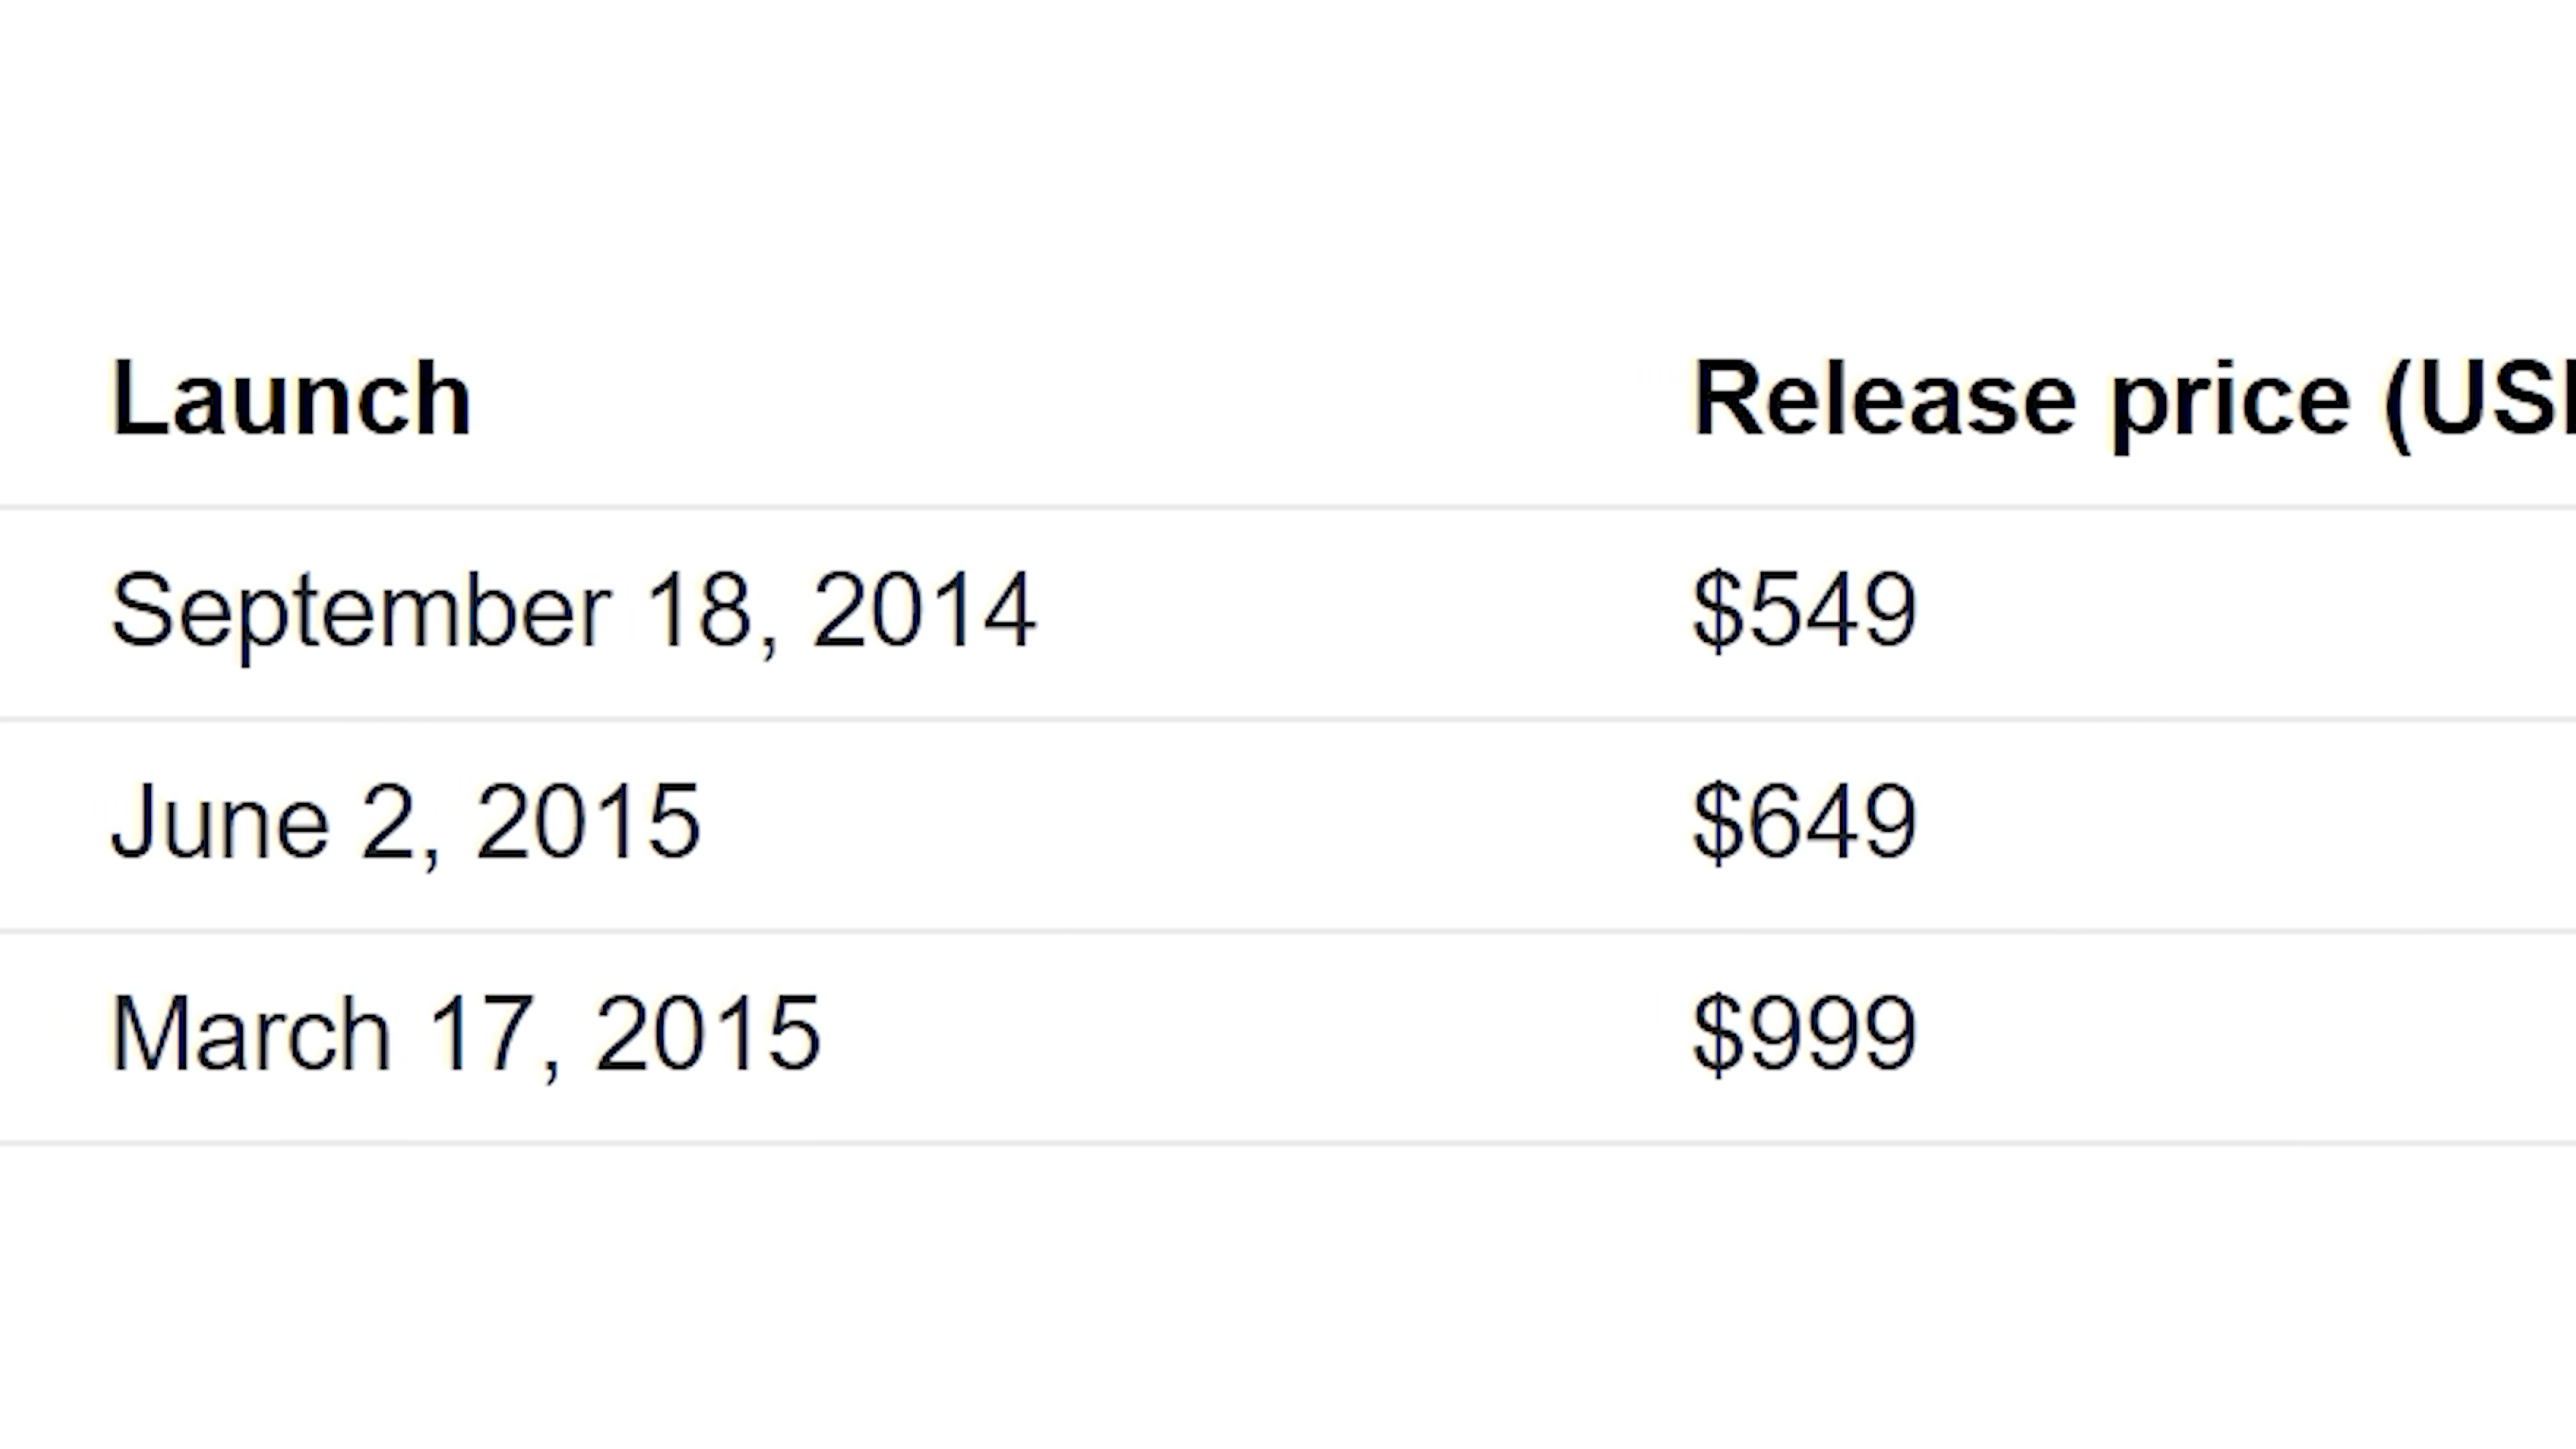 Launch Release price (US
September 18, 2014 $549
June 2, 2015 $649
March 17, 2015 $999